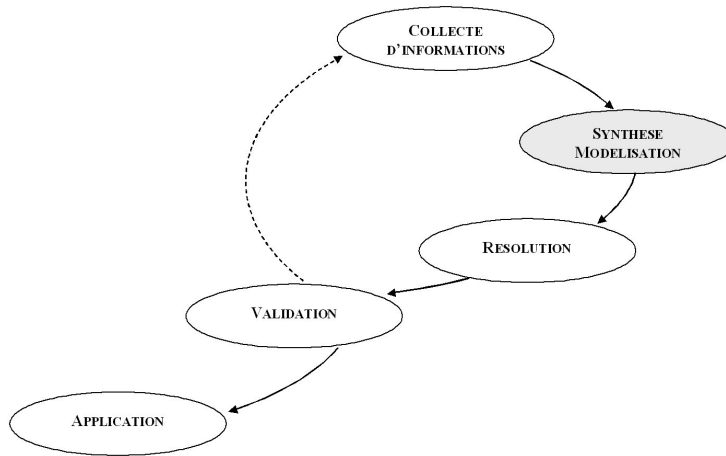 COLLECTE
D'INFORMATIONS
SYNTHESE
MODELISATION
RESOLUTION
VALIDATION
APPLICATION